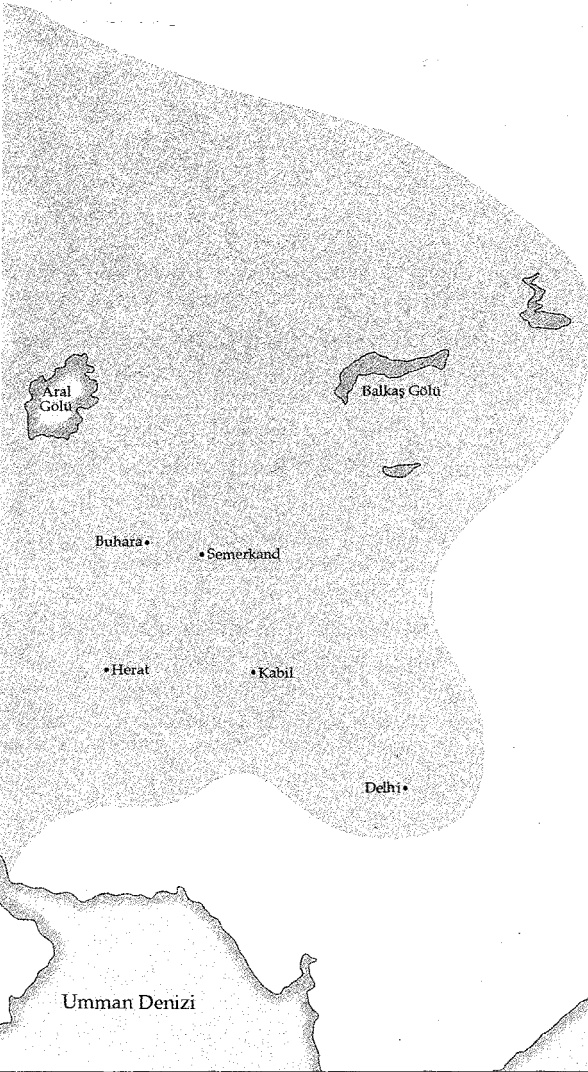 Aral
Gölü
Balkaş Gölü
Buhara
Semerkand
Herat
Kabil
Delhi
Umman Denizi